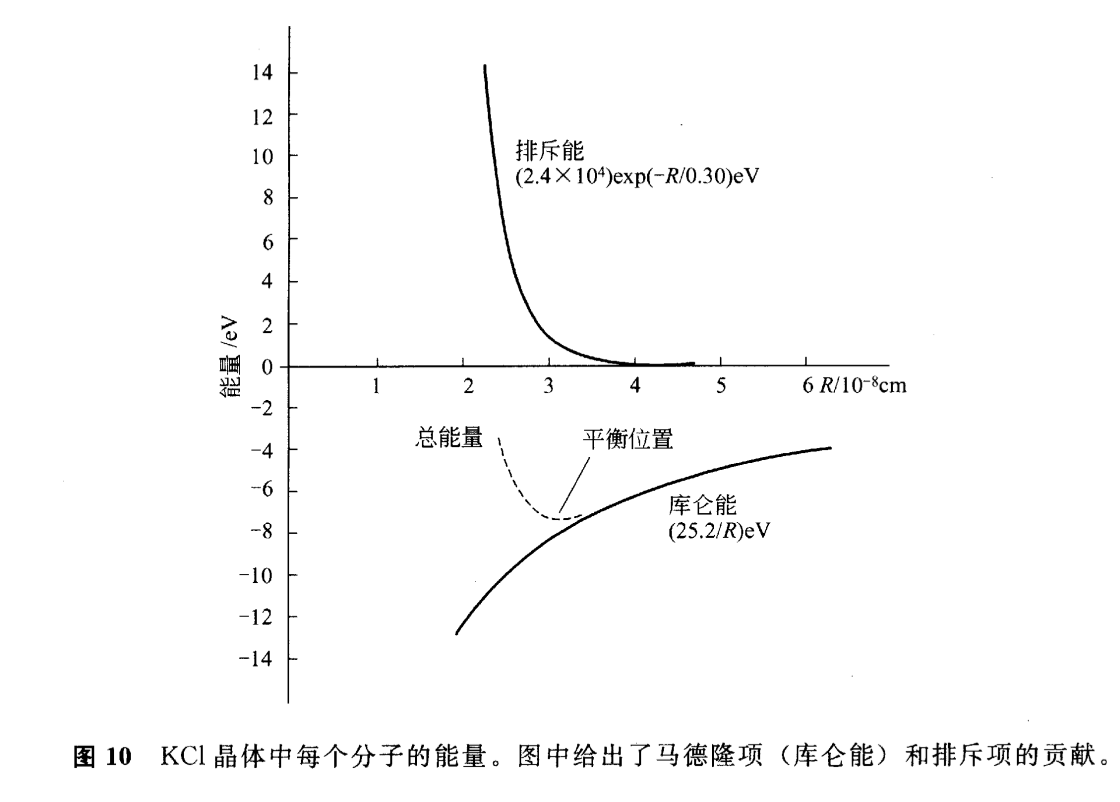 14
12
10
8
6
4
2
0
-2
-4
-6
-8
-10
-12
-14
能量/eV
排斥能
(2.4×10⁴)exp(-R/0.30)eV
1 2 3 4 5 6 R/10⁻⁸cm
总能量 平衡位置
库仑能
(25.2/R)eV
图 10 KCl 晶体中每个分子的能量。图中给出了马德隆项（库仑能）和排斥项的贡献。